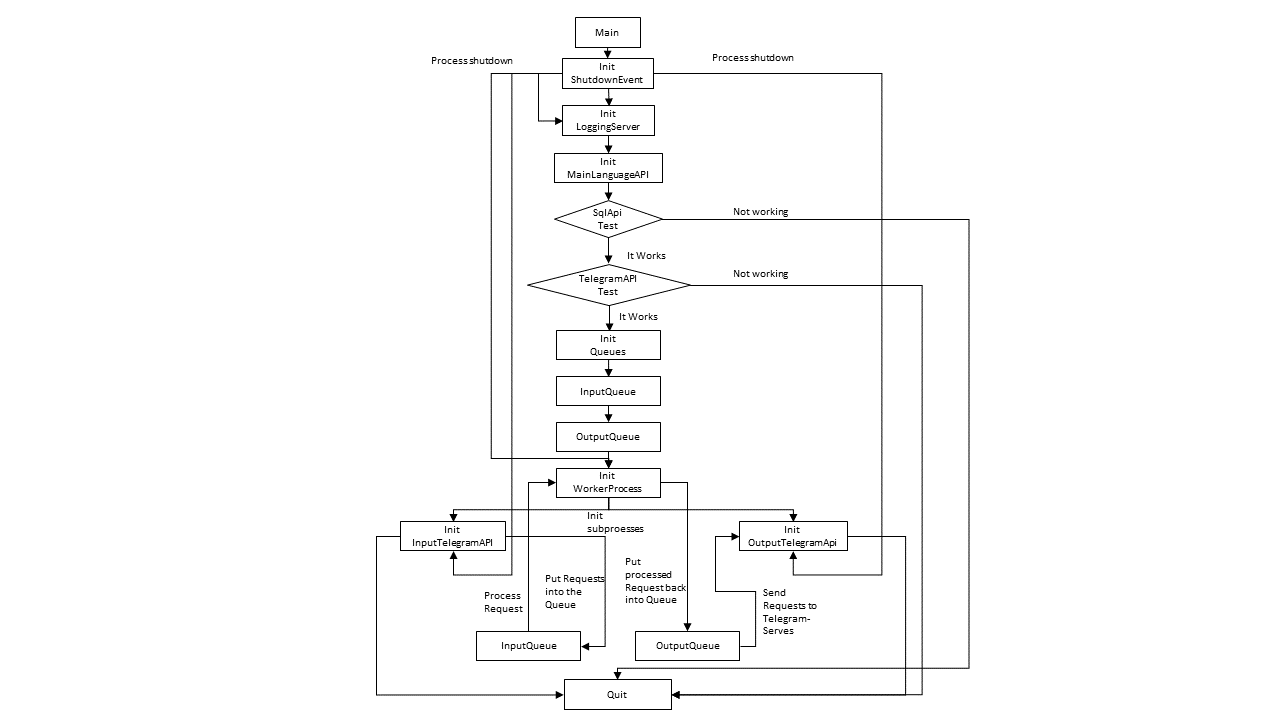 Main
Process shutdown
Process shutdown
Init
ShutdownEvent
Init
LoggingServer
Init
MainLanguageAPI
SqlApi
Test
Not working
It Works
TelegramAPI
Test
Not working
It Works
Init
Queues
InputQueue
OutputQueue
Init
WorkerProcess
Init
subproesses
Init
InputTelegramAPI
Init
OutputTelegramApi
Process
Request
Put Requests
into the
Queue
Put
processed
Request back
into Queue
Send
Requests to
Telegram-
Serves
InputQueue
OutputQueue
Quit